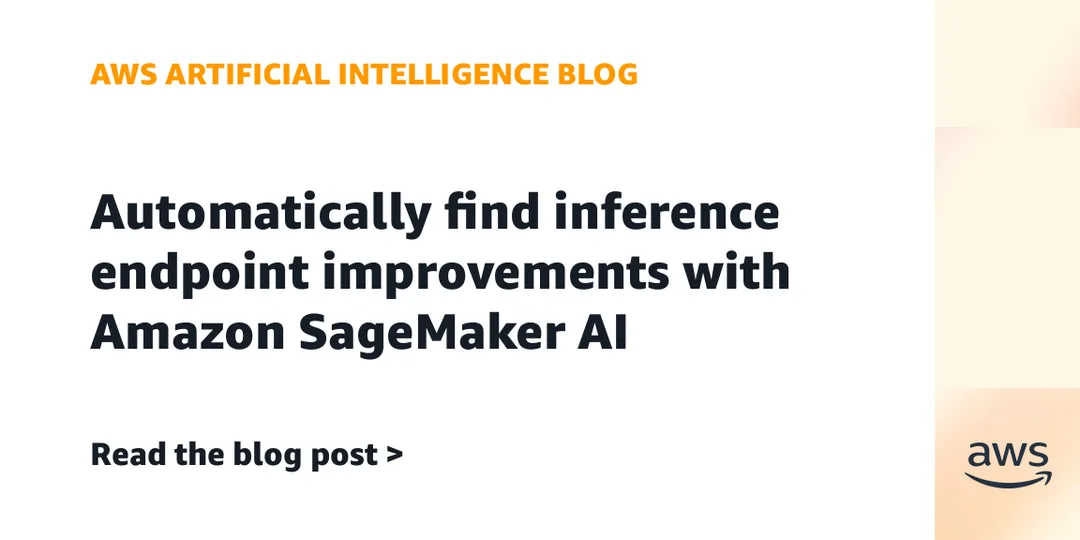 AWS ARTIFICIAL INTELLIGENCE BLOG
Automatically find inference
endpoint improvements with
Amazon SageMaker AI
Read the blog post >
aws